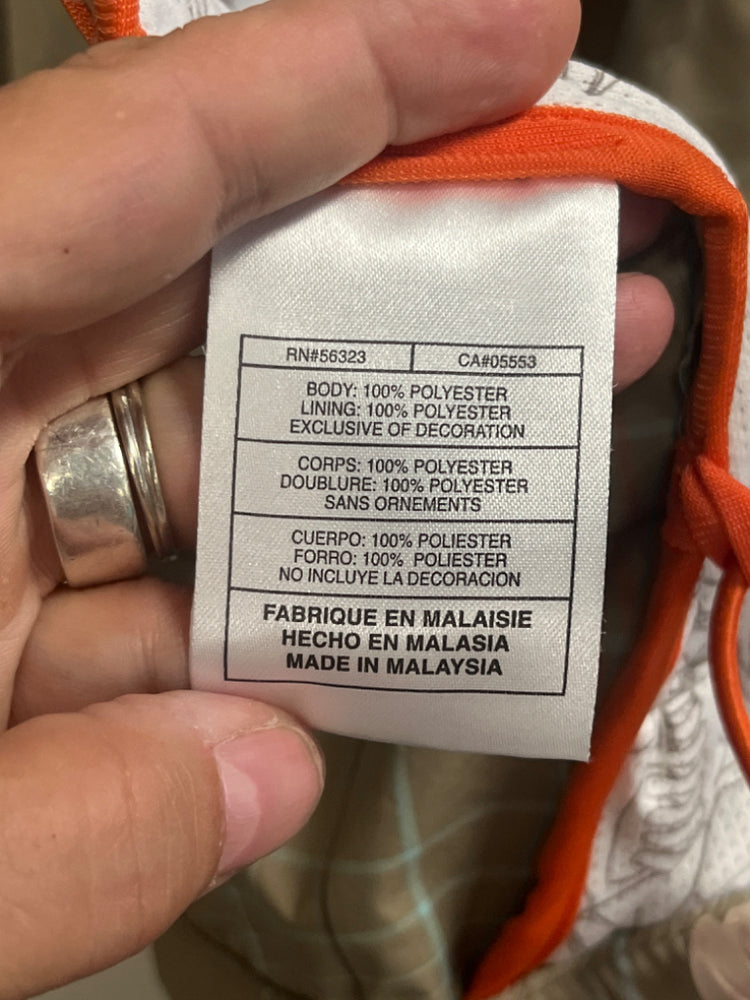 RN#56323 CA#05553
BODY: 100% POLYESTER
LINING: 100% POLYESTER
EXCLUSIVE OF DECORATION
CORPS: 100% POLYESTER
DOUBLURE: 100% POLYESTER
SANS ORNEMENTS
CUERPO: 100% POLIESTER
FORRO: 100% POLIESTER
NO INCLUYE LA DECORACION
FABRIQUE EN MALAISIE
HECHO EN MALASIA
MADE IN MALAYSIA